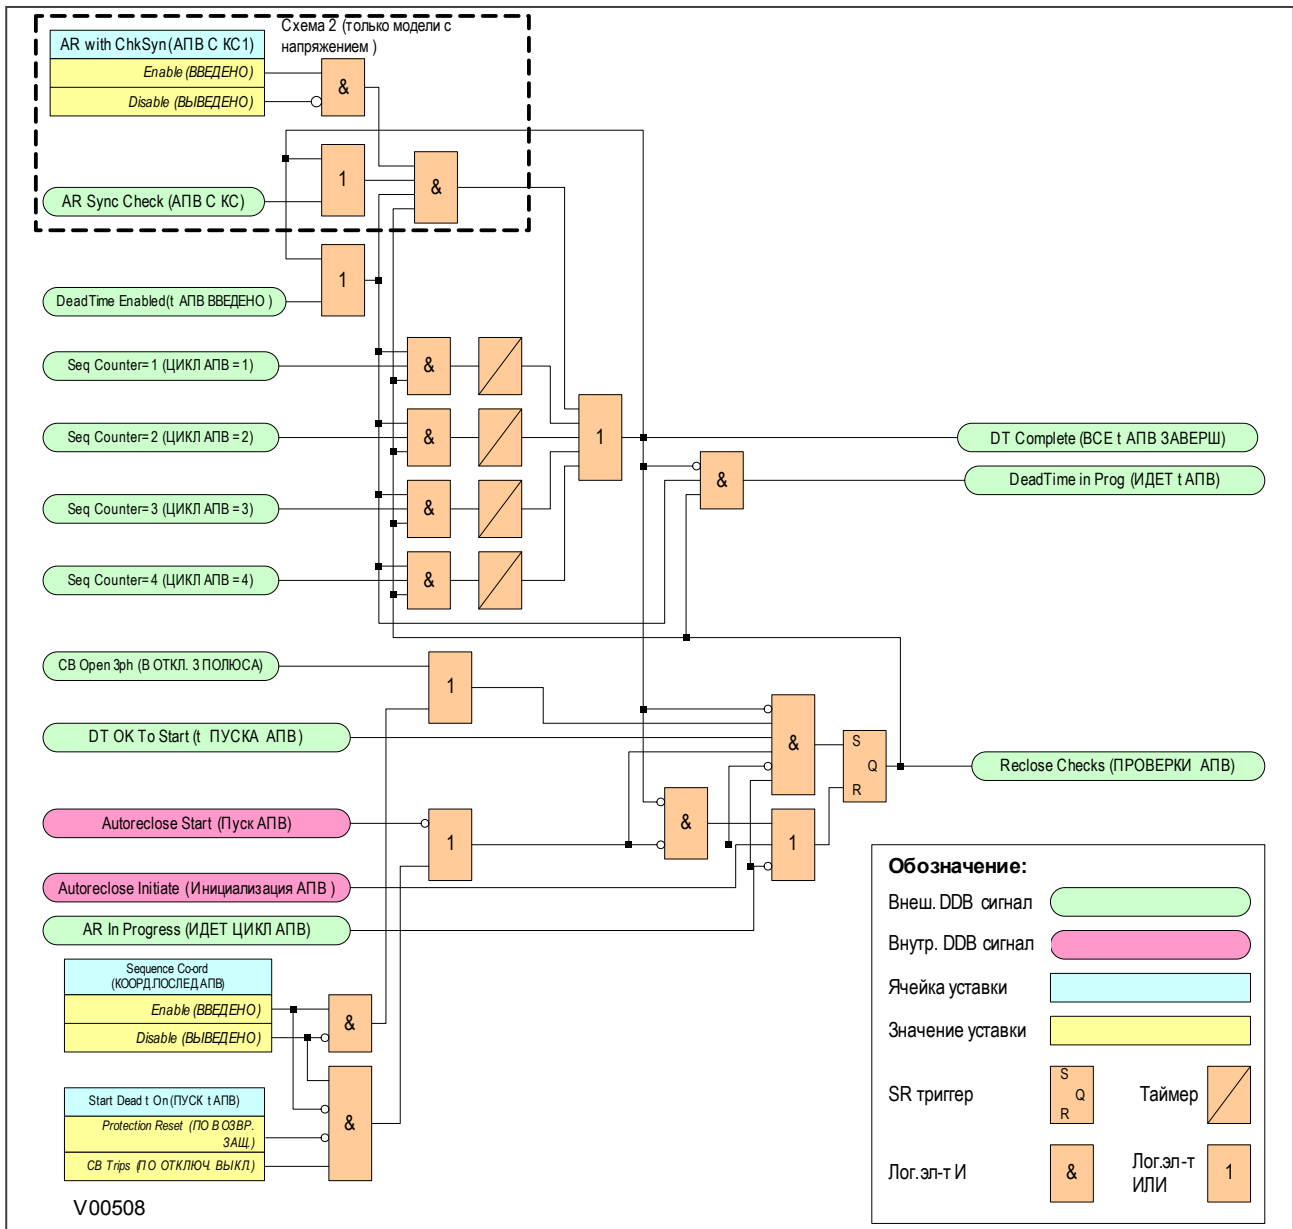 Схема 2 (только модели с
напряжением )
AR with ChkSyn (АПВ С КС1)
Enable (ВВЕДЕНО)
Disable (ВЫВЕДЕНО)
&
1
&
AR Sync Check (АПВ С КС)
1
DeadTime Enabled(t АПВ ВВЕДЕНО )
Seq Counter= 1 (ЦИКЛ АПВ = 1)
&
Seq Counter= 2 (ЦИКЛ АПВ = 2)
&
1
DT Complete (ВСЕ t АПВ ЗАВЕРШ)
&
DeadTime in Prog (ИДЕТ t АПВ)
Seq Counter= 3 (ЦИКЛ АПВ = 3)
&
Seq Counter= 4 (ЦИКЛ АПВ = 4)
&
CB Open 3ph (В ОТКЛ. 3 ПОЛЮСА)
1
DT OK To Start (t ПУСКА АПВ)
&
S
Q
R
Reclose Checks (ПРОВЕРКИ АПВ)
Autoreclose Start (Пуск АПВ)
1
&
1
Autoreclose Initiate (Инициализация АПВ )
AR In Progress (ИДЕТ ЦИКЛ АПВ)
Sequence Co-ord
(КООРД.ПОСЛЕД.АПВ)
Enable (ВВЕДЕНО)
Disable (ВЫВЕДЕНО)
&
Start Dead t On (ПУСК t АПВ)
Protection Reset (ПО ВОЗВР.
ЗАЩ.)
CB Trips (ПО ОТКЛЮЧ. ВЫКЛ.)
&
V00508
Обозначение:
Внеш. DDB сигнал
Внутр. DDB сигнал
Ячейка уставки
Значение уставки
SR триггер
S
Q
R
Таймер
Лог.эл-т И
&
Лог.эл-т
ИЛИ
1